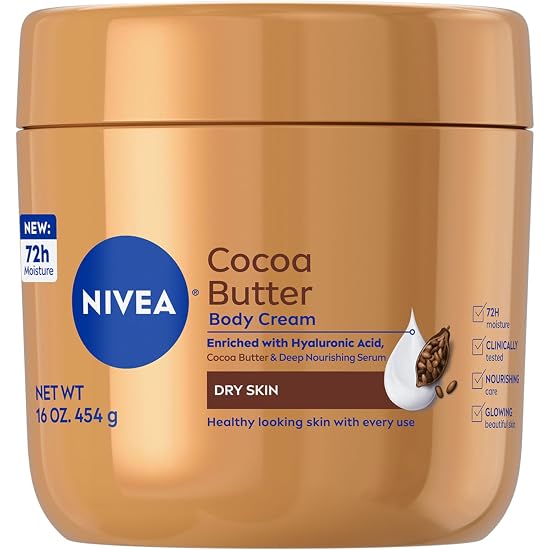 NEW:
72h
Moisture
NIVEA®
Cocoa
Butter
Body Cream
Enriched with Hyaluronic Acid,
Cocoa Butter & Deep Nourishing Serum
DRY SKIN
Healthy looking skin with every use
NET WT
16 OZ. 454 g
72H
moisture
CLINICALLY
tested
NOURISHING
care
GLOWING
beautiful skin